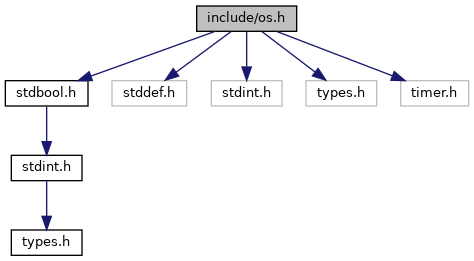 include/os.h
stdbool.h
stddef.h
stdint.h
types.h
timer.h
stdint.h
types.h